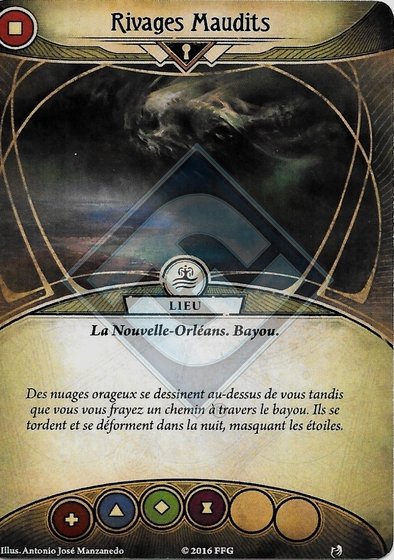 Rivages Maudits
LIEU
La Nouvelle-Orléans. Bayou.
Des nuages orageux se dessinent au-dessus de vous tandis
que vous vous frayez un chemin à travers le bayou. Ils se
tordent et se déforment dans la nuit, masquant les étoiles.
Illus. Antonio José Manzanedo
© 2016 FFG